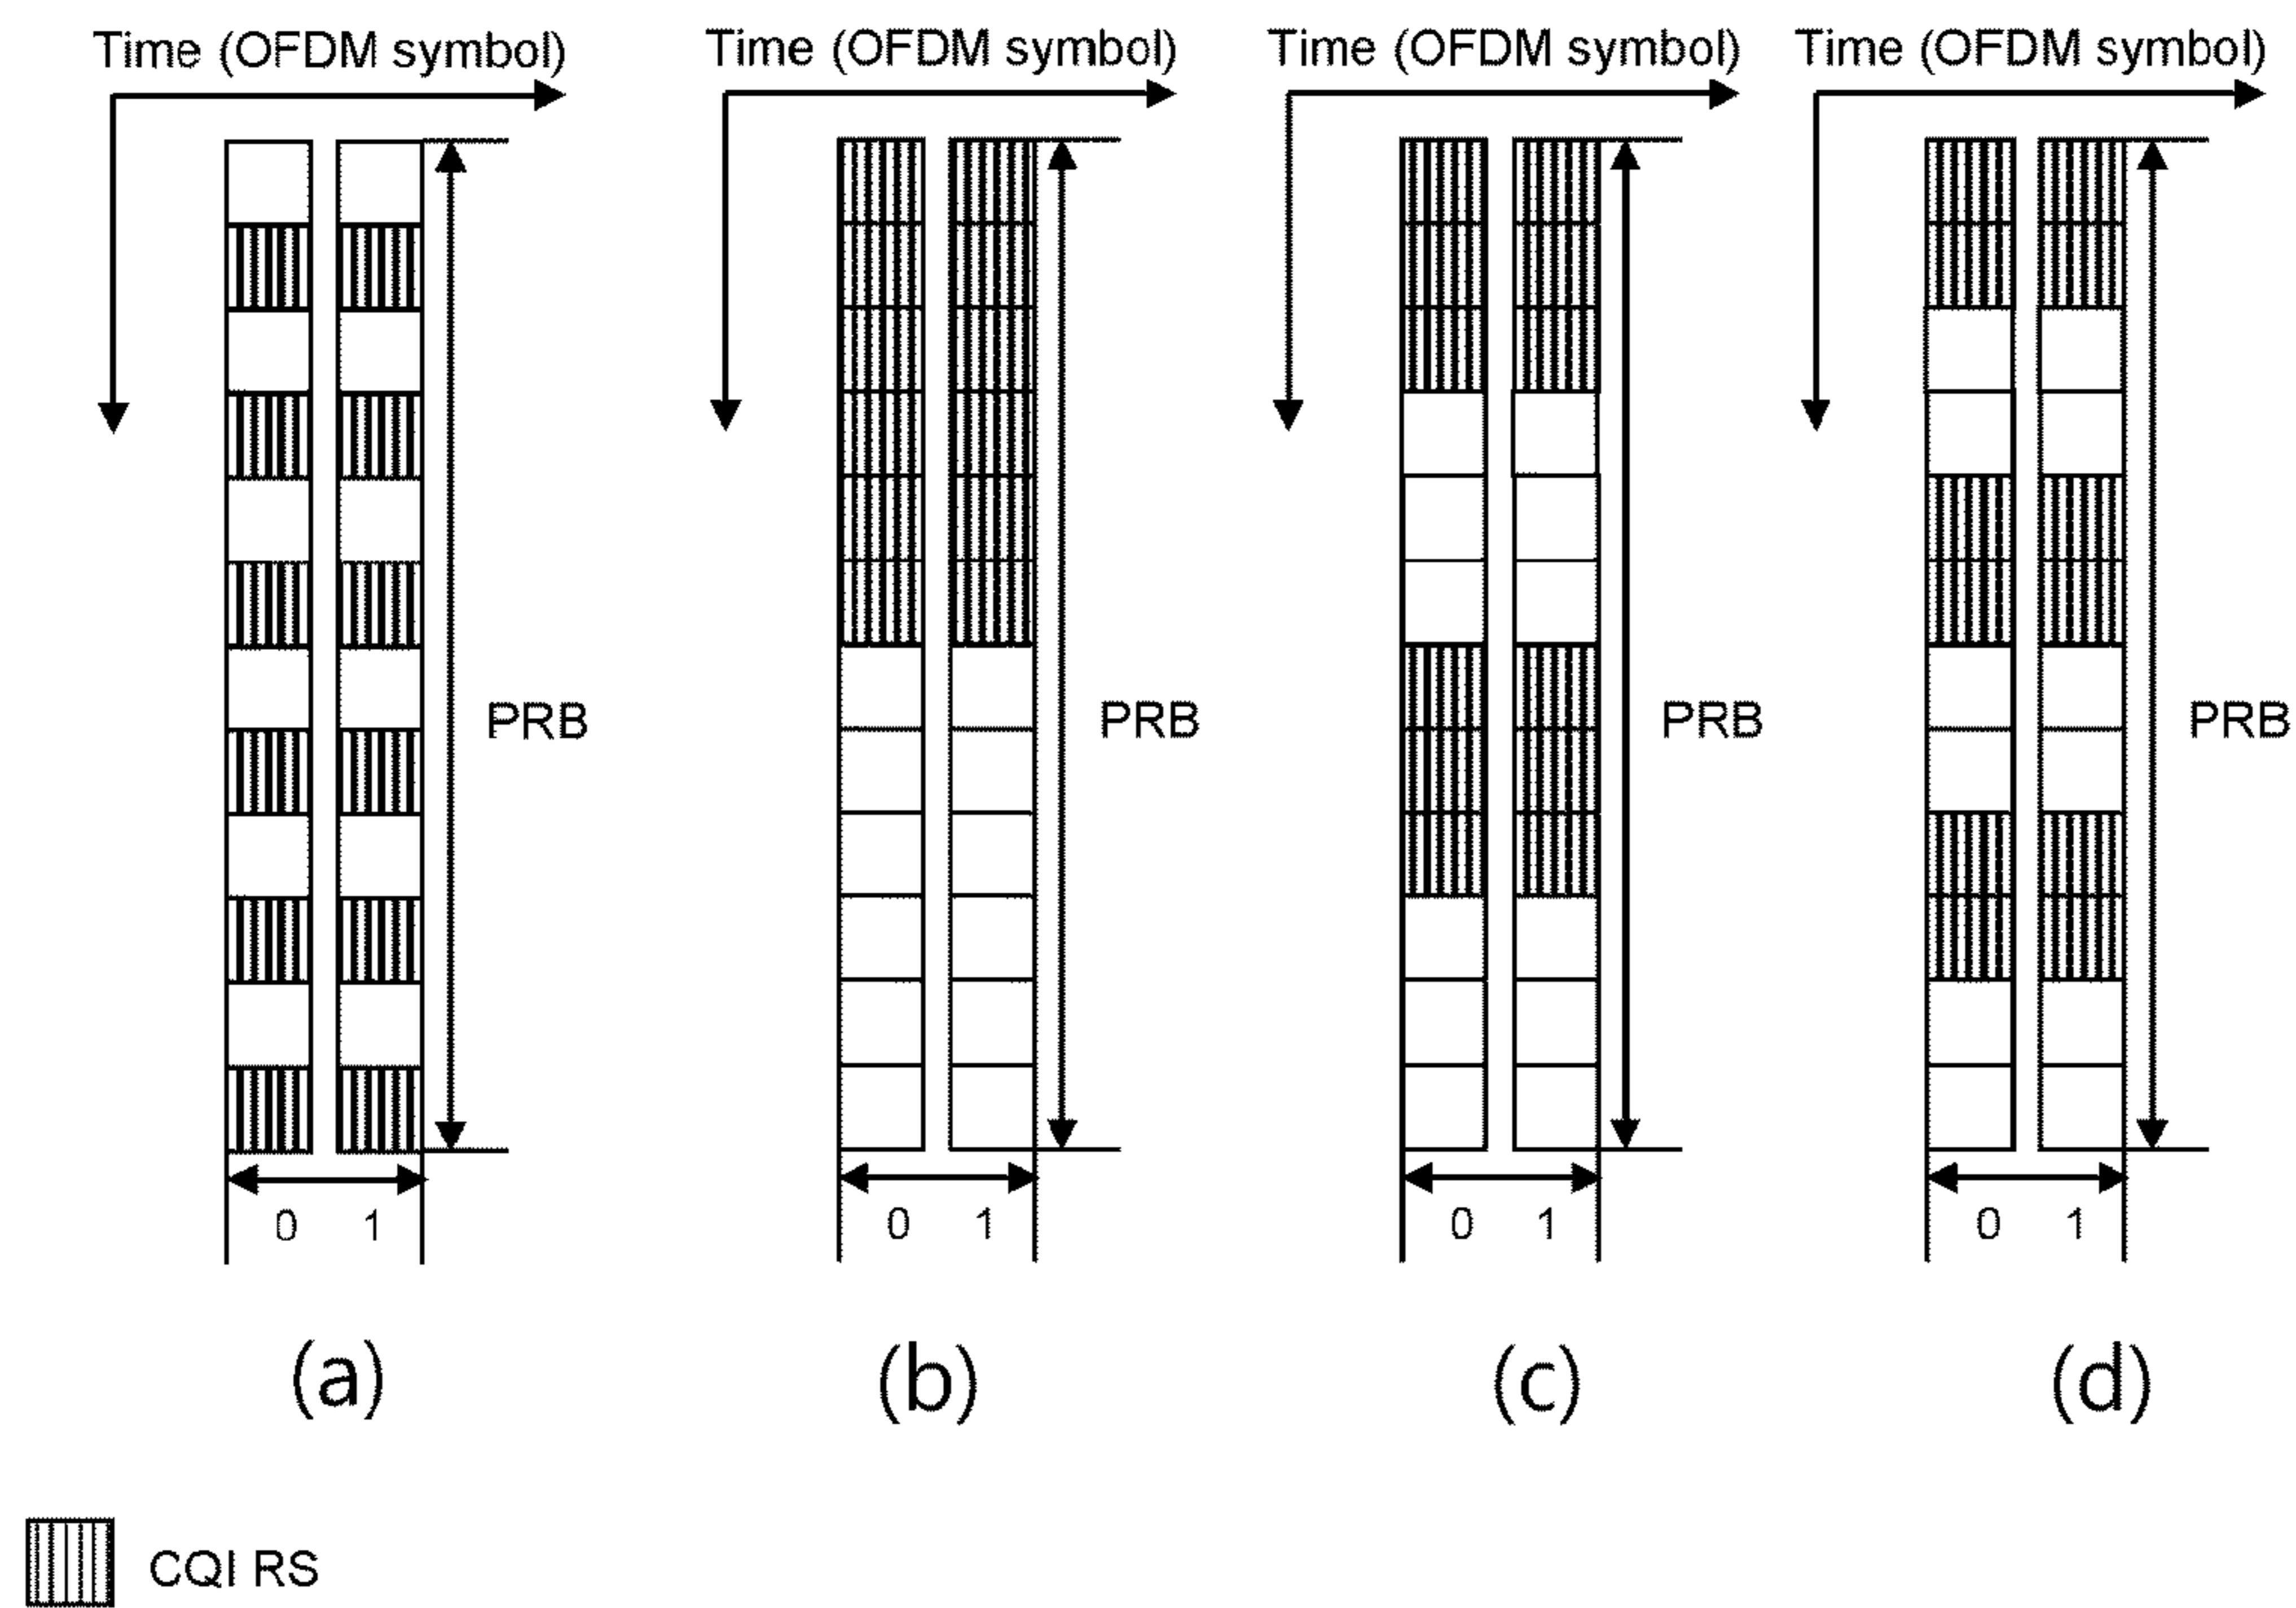 Time (OFDM symbol) Time (OFDM symbol) Time (OFDM symbol) Time (OFDM symbol)
PRB PRB PRB PRB
0 1 0 1 0 1 0 1
(a) (b) (c) (d)
CQI RS